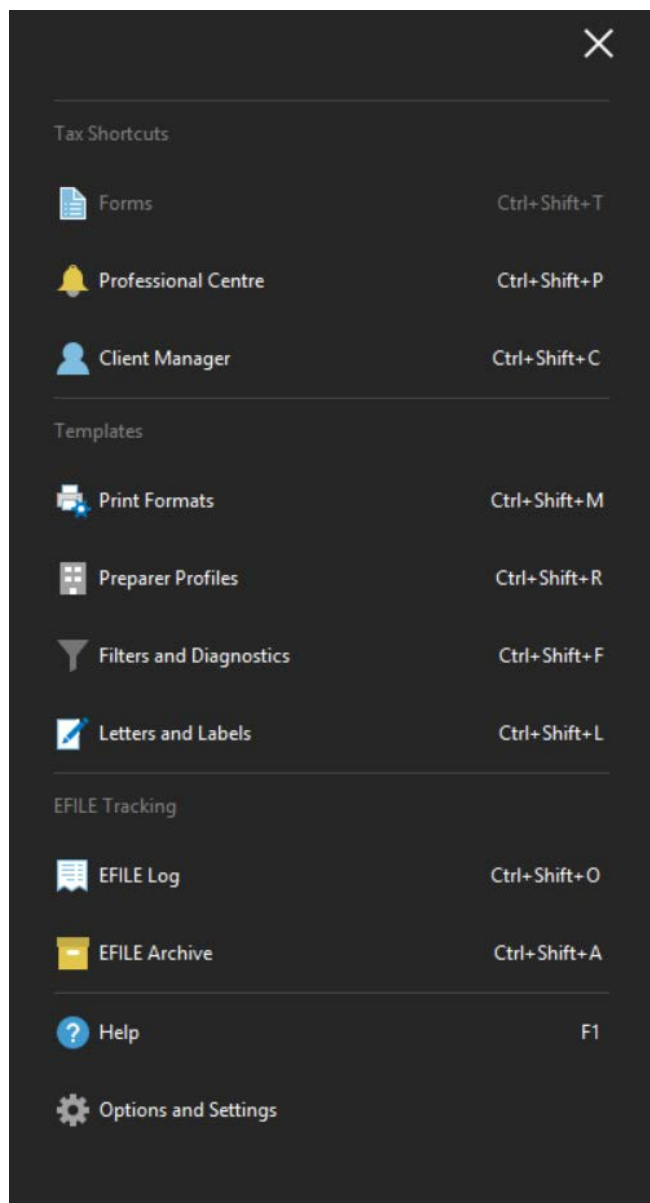 Tax Shortcuts
Forms Ctrl+Shift+T
Professional Centre Ctrl+Shift+P
Client Manager Ctrl+Shift+C
Templates
Print Formats Ctrl+Shift+M
Preparer Profiles Ctrl+Shift+R
Filters and Diagnostics Ctrl+Shift+F
Letters and Labels Ctrl+Shift+L
EFILE Tracking
EFILE Log Ctrl+Shift+O
EFILE Archive Ctrl+Shift+A
Help F1
Options and Settings